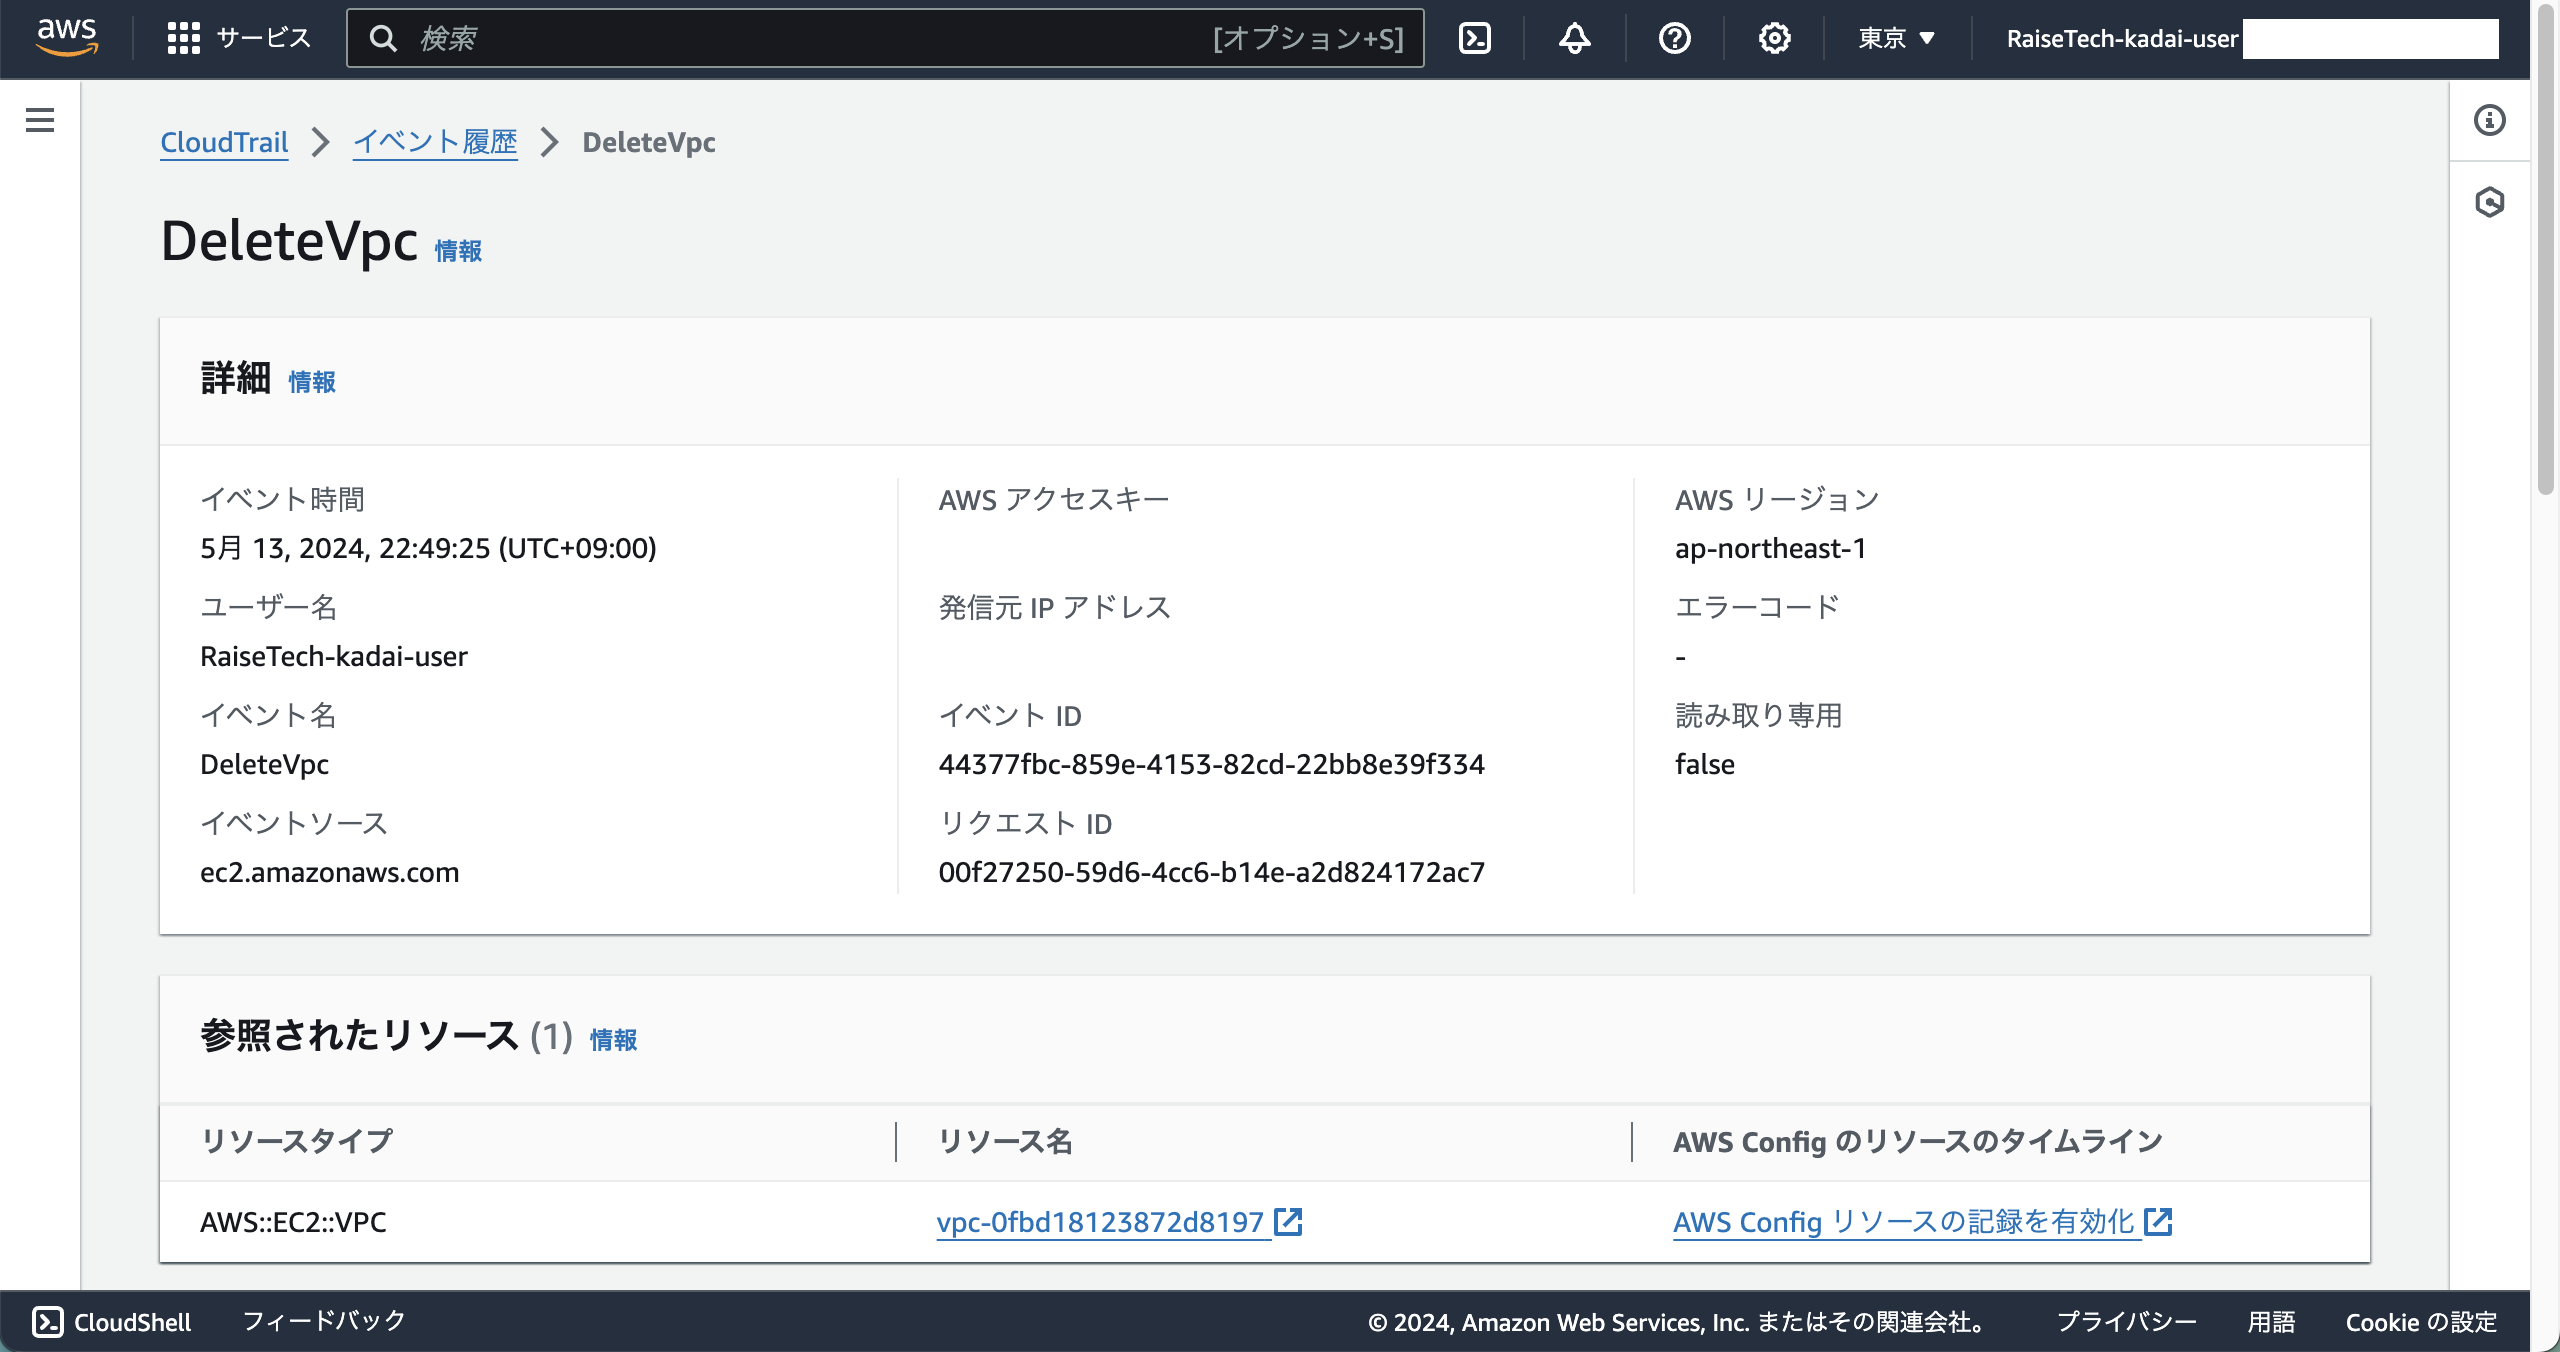 aws サービス 検索 [オプション+S] 東京 ▼ RaiseTech-kadai-user
CloudTrail > イベント履歴 > DeleteVpc
DeleteVpc 情報
詳細 情報
イベント時間
5月 13, 2024, 22:49:25 (UTC+09:00)
ユーザー名
RaiseTech-kadai-user
イベント名
DeleteVpc
イベントソース
ec2.amazonaws.com
AWS アクセスキー
発信元 IP アドレス
イベント ID
44377fbc-859e-4153-82cd-22bb8e39f334
リクエスト ID
00f27250-59d6-4cc6-b14e-a2d824172ac7
AWS リージョン
ap-northeast-1
エラーコード
-
読み取り専用
false
参照されたリソース (1) 情報
リソースタイプ リソース名 AWS Config のリソースのタイムライン
AWS::EC2::VPC vpc-0fbd18123872d8197 AWS Config リソースの記録を有効化
CloudShell フィードバック © 2024, Amazon Web Services, Inc. またはその関連会社。 プライバシー 用語 Cookie の設定